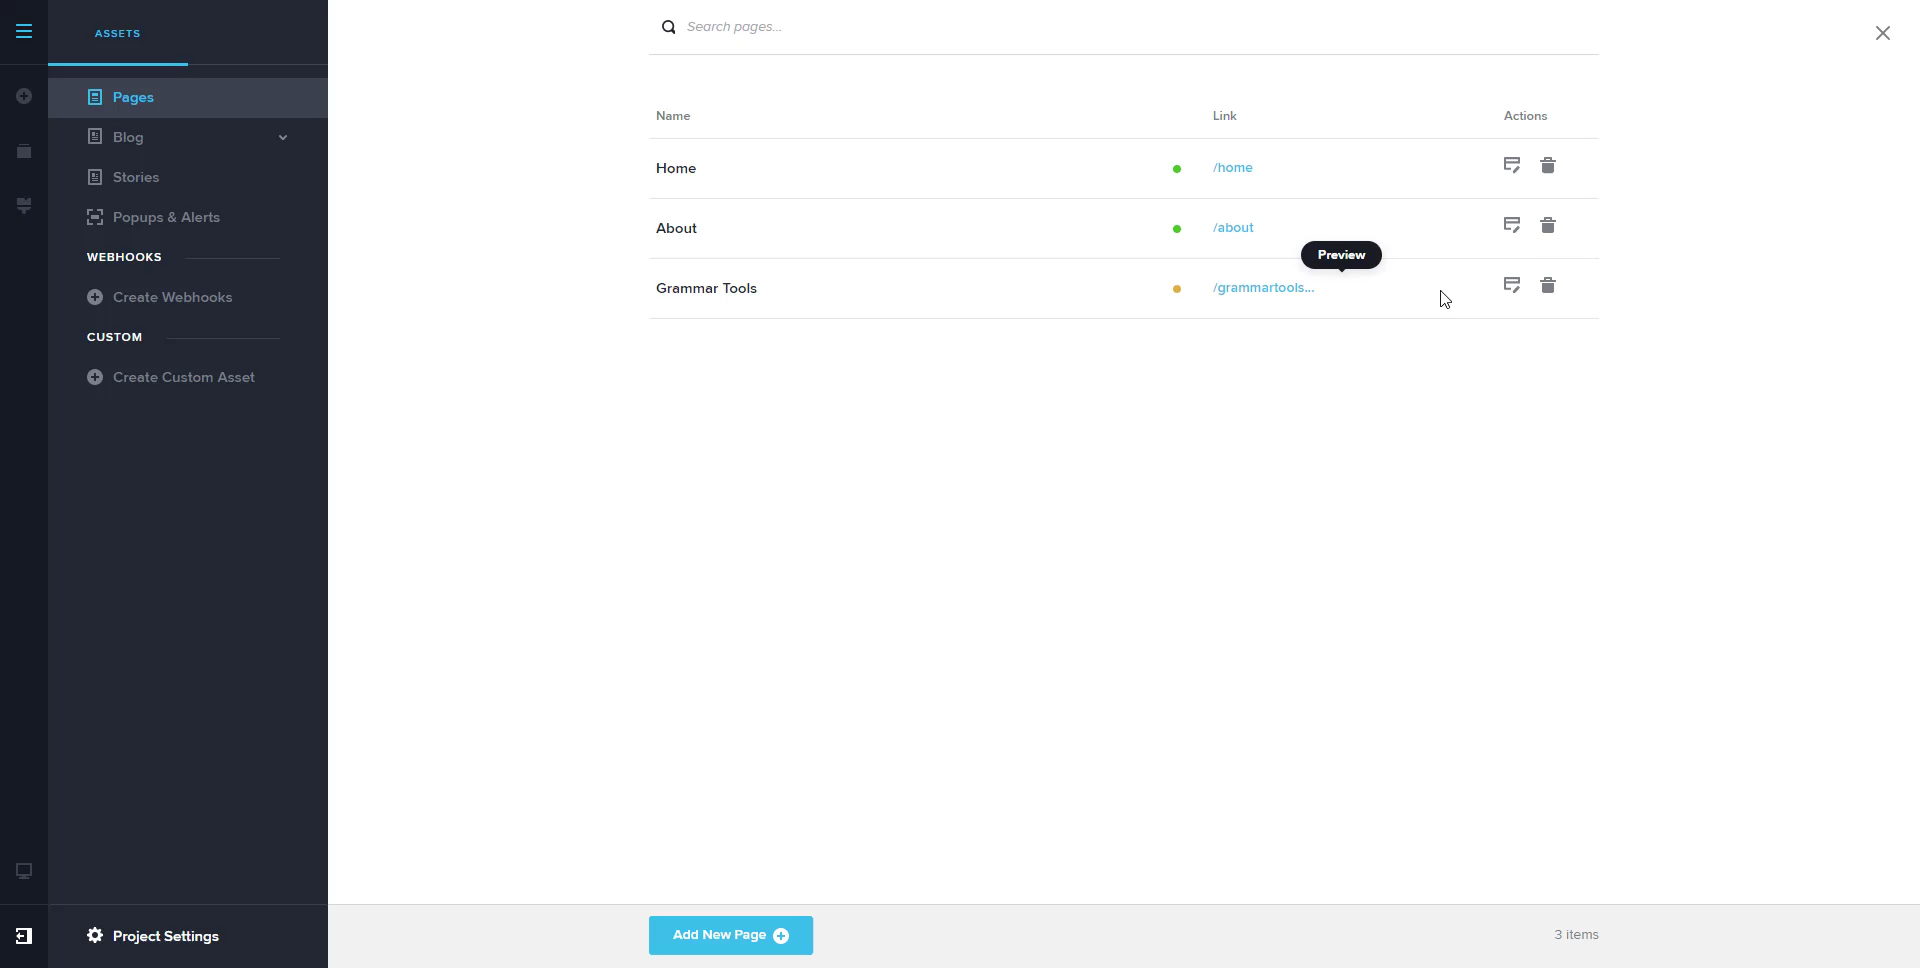 ASSETS
Pages
Blog
Stories
Popups & Alerts
WEBHOOKS
Create Webhooks
CUSTOM
Create Custom Asset
Project Settings
Search pages...
Name Link Actions
Home /home
About /about
Preview
Grammar Tools /grammartools...
Add New Page
3 items